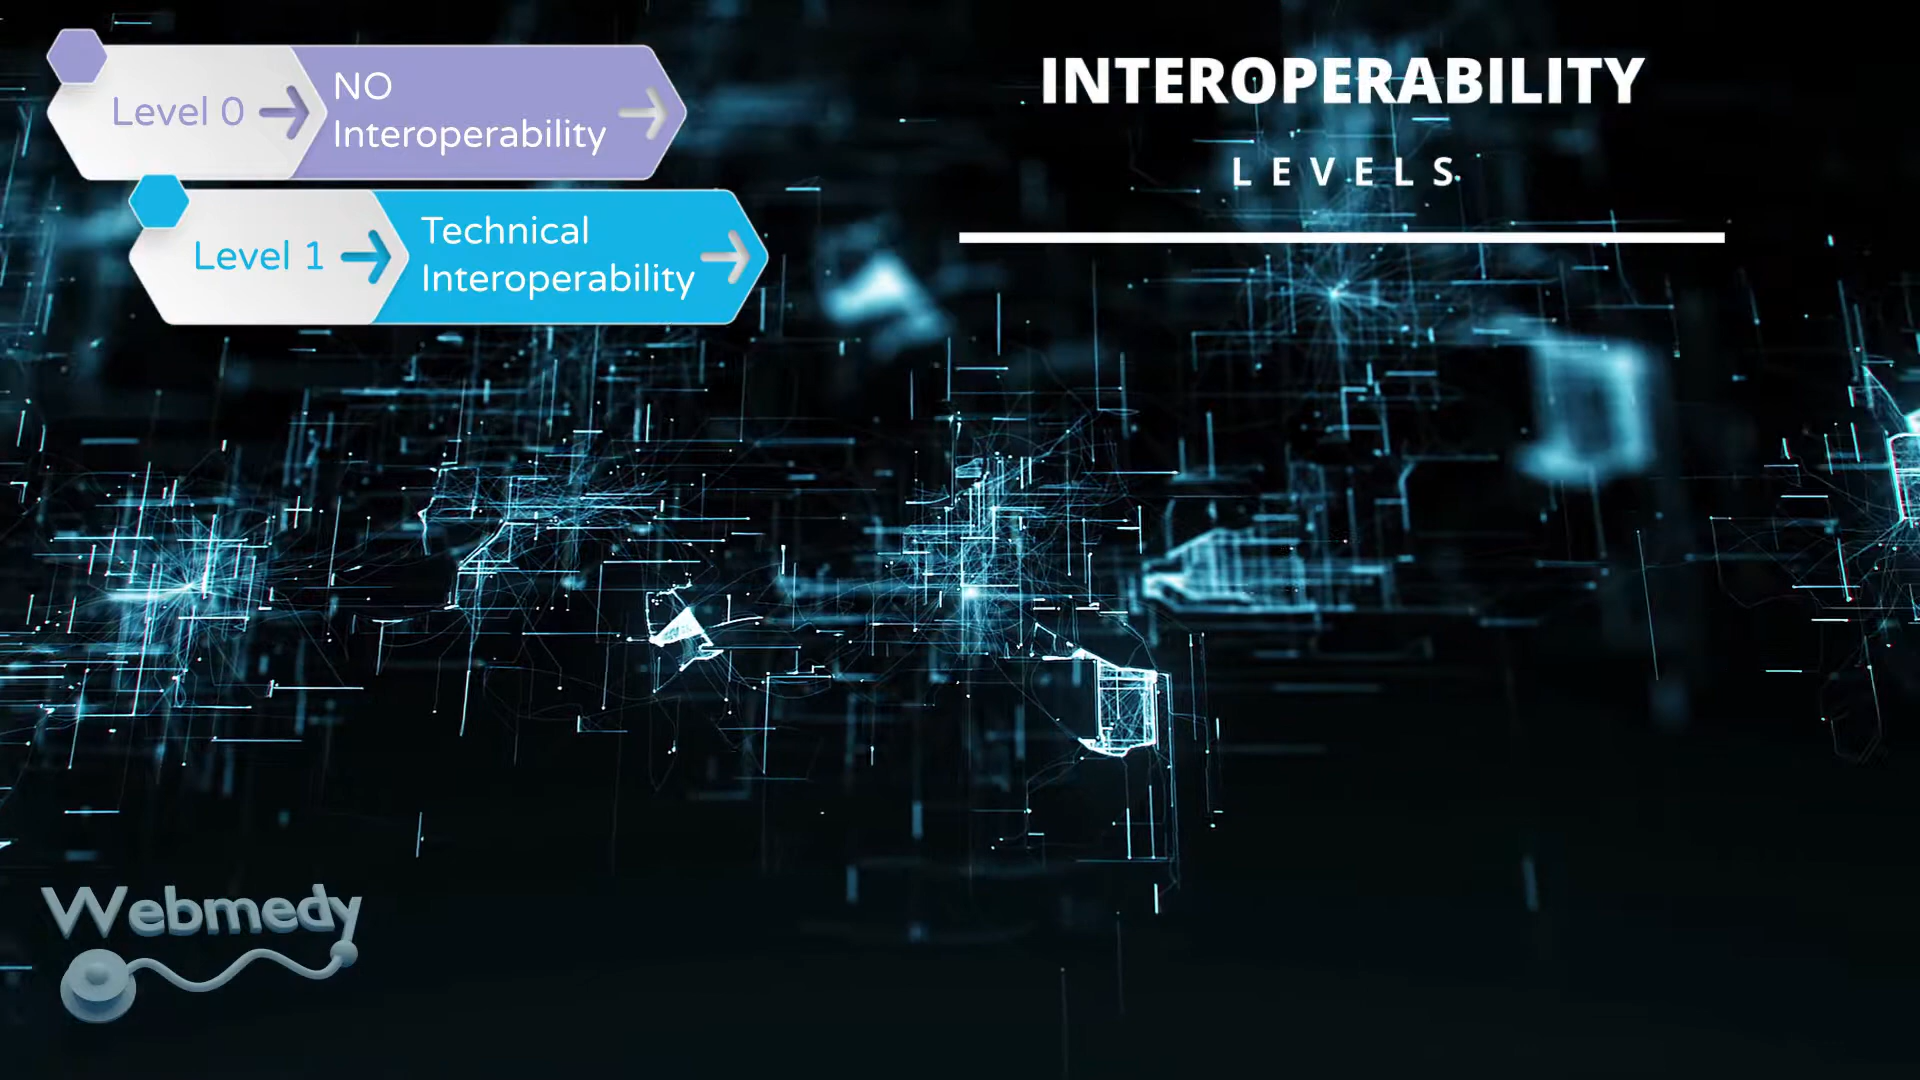 Level 0
NO
Interoperability
Level 1
Technical
Interoperability
INTEROPERABILITY
LEVELS
Webmedy